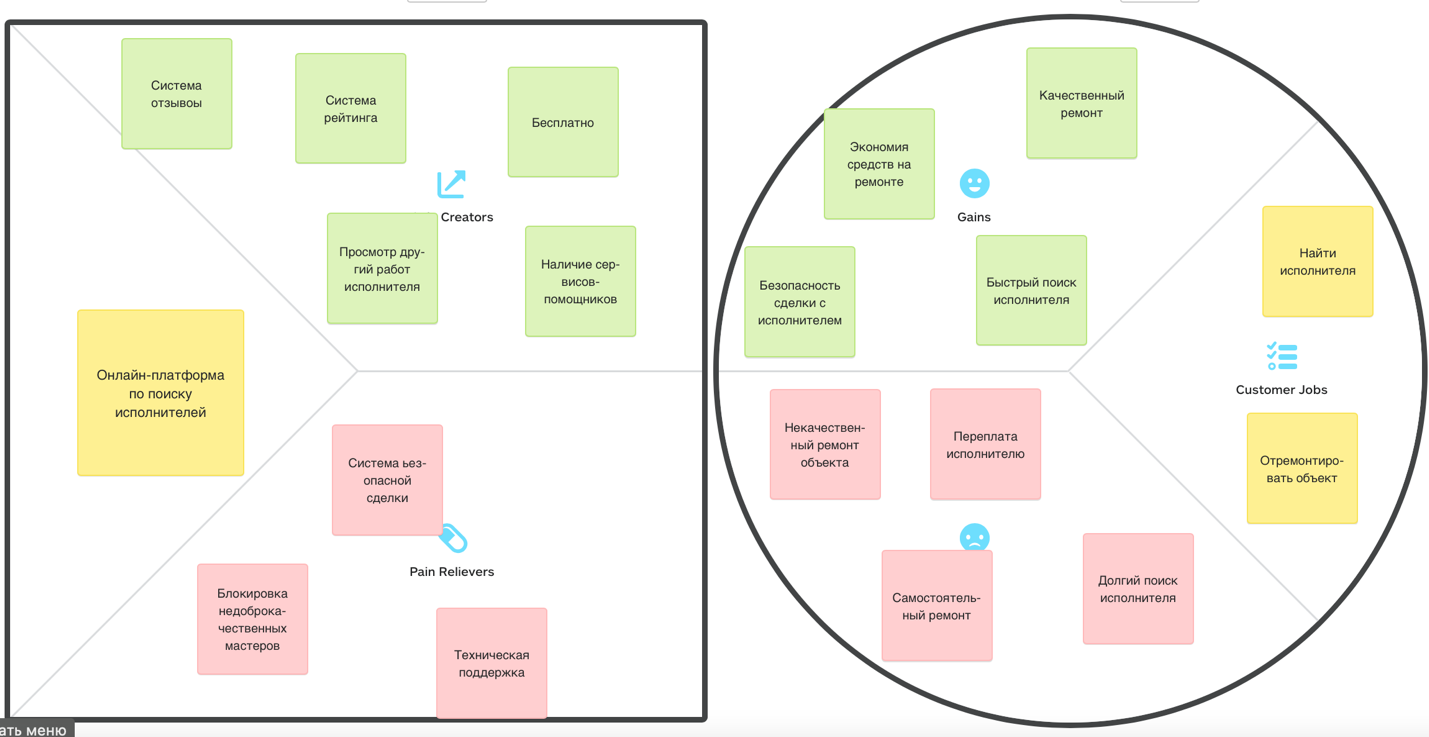 Система
отзывоы
Система
рейтинга
Бесплатно
Creators
Просмотр дру-
гий работ
исполнителя
Наличие сер-
висов-
помощников
Онлайн-платформа
по поиску
исполнителей
Система ьез-
опасной
сделки
Pain Relievers
Блокировка
недоброка-
чественных
мастеров
Техническая
поддержка
ать меню
Качественный
ремонт
Экономия
средств на
ремонте
Gains
Безопасность
сделки с
исполнителем
Быстрый поиск
исполнителя
Найти
исполнителя
Customer Jobs
Отремонтиро-
вать объект
Некачествен-
ный ремонт
объекта
Переплата
исполнителю
Самостоятель-
ный ремонт
Долгий поиск
исполнителя